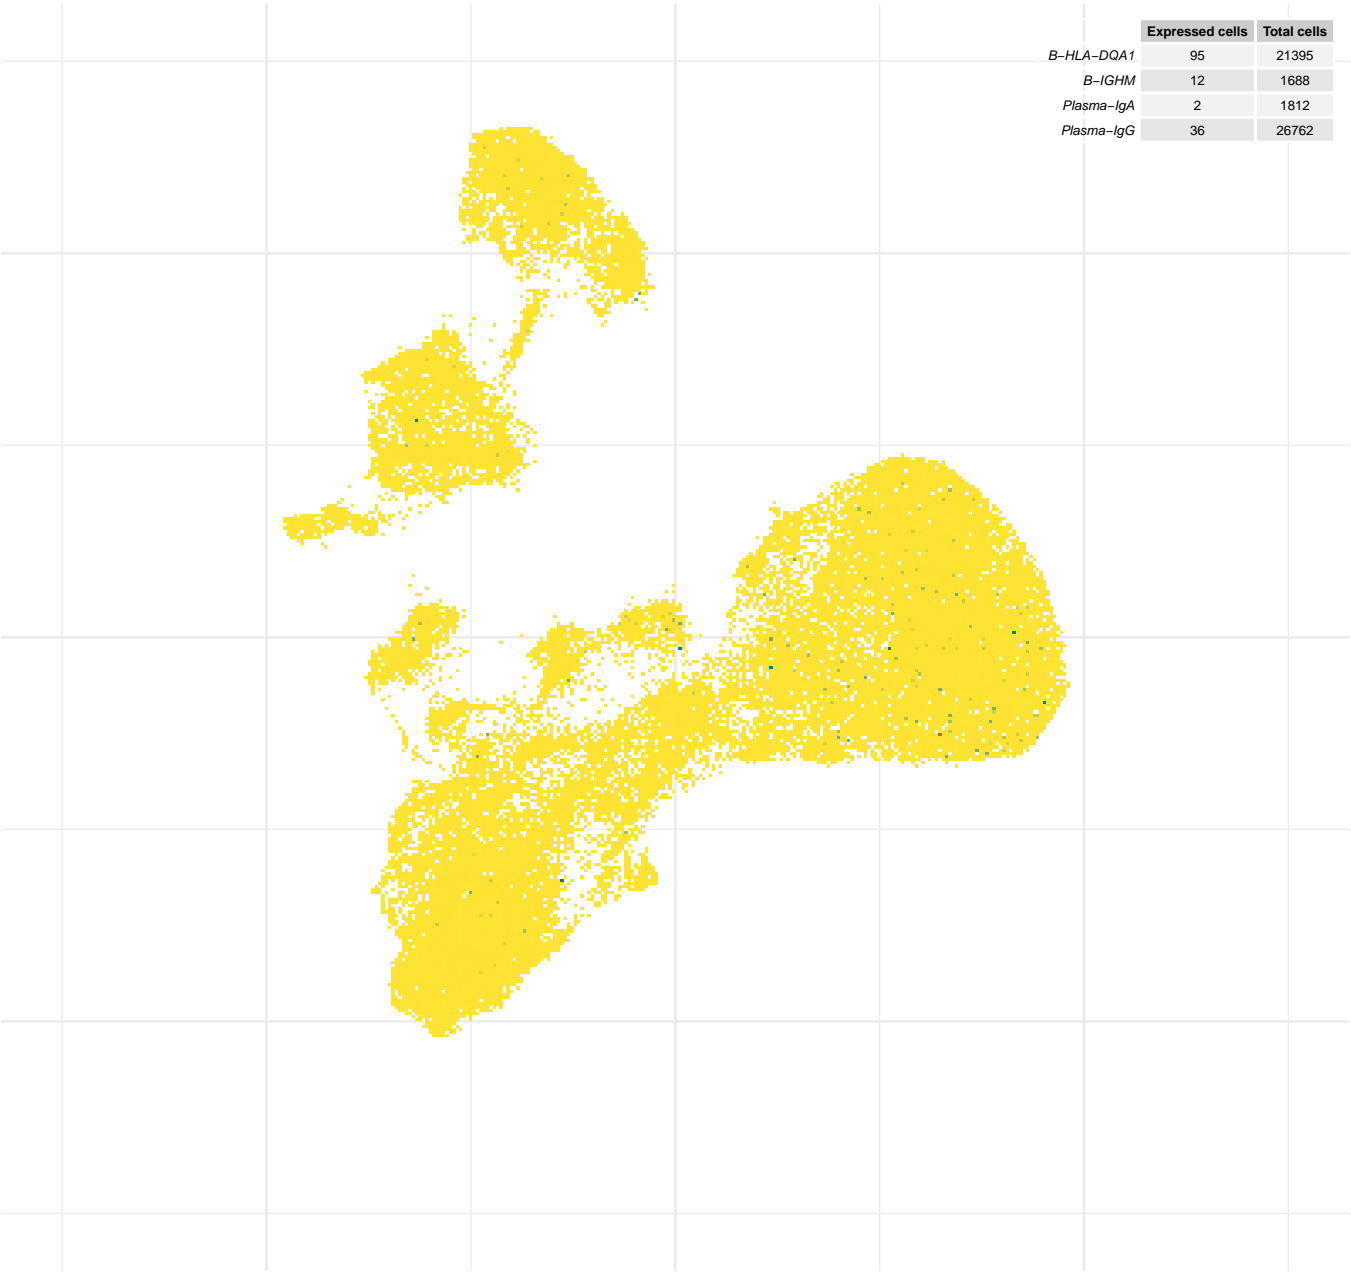 Expressed cells Total cells
B−HLA−DQA1 95 21395
B−IGHM 12 1688
Plasma−IgA 2 1812
Plasma−IgG 36 26762